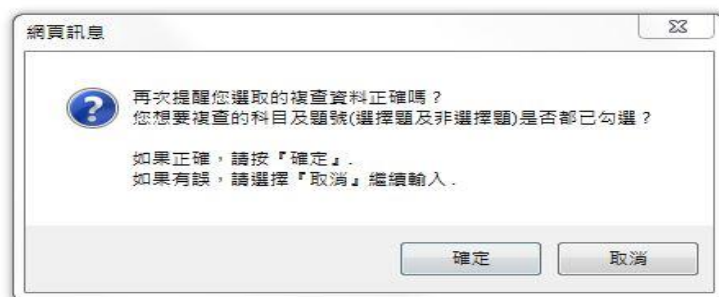 網頁訊息
再次提醒您選取的複查資料正確嗎？
您想要複查的科目及題號(選擇題及非選擇題)是否都已勾選？
如果正確，請按『確定』.
如果有誤，請選擇『取消』繼續輸入.
確定
取消